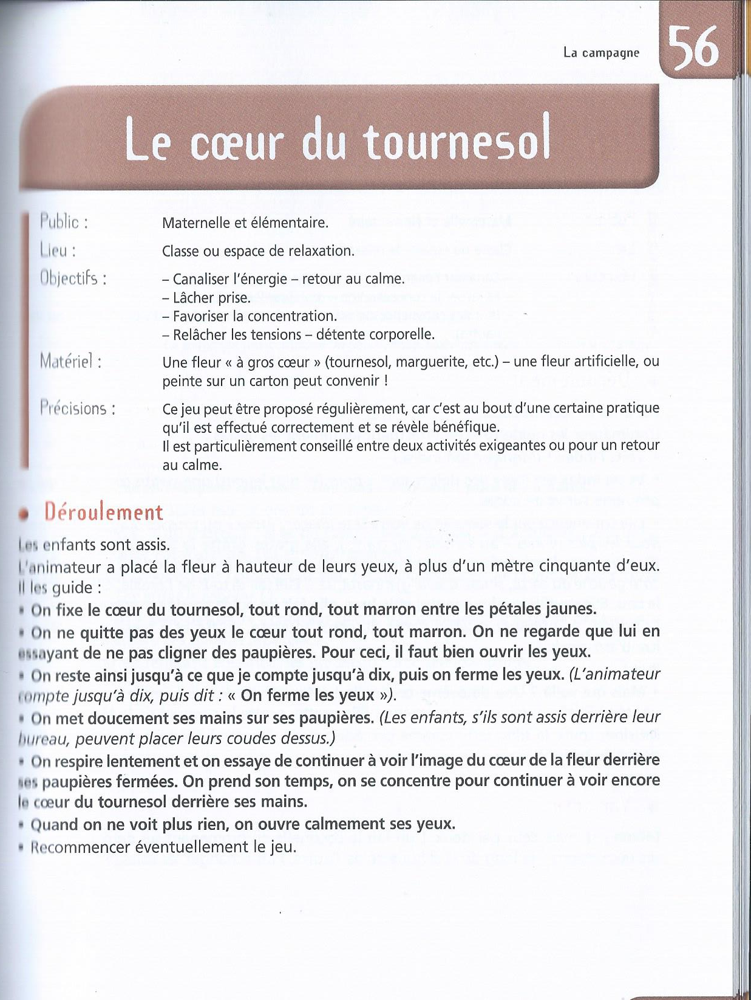 La campagne
56
Le cœur du tournesol
Public : Maternelle et élémentaire.
Lieu : Classe ou espace de relaxation.
Objectifs : – Canaliser l'énergie – retour au calme.
– Lâcher prise.
– Favoriser la concentration.
– Relâcher les tensions – détente corporelle.
Matériel : Une fleur « à gros cœur » (tournesol, marguerite, etc.) – une fleur artificielle, ou
peinte sur un carton peut convenir !
Précisions : Ce jeu peut être proposé régulièrement, car c'est au bout d'une certaine pratique
qu'il est effectué correctement et se révèle bénéfique.
Il est particulièrement conseillé entre deux activités exigeantes ou pour un retour
au calme.
• Déroulement
Les enfants sont assis.
L'animateur a placé la fleur à hauteur de leurs yeux, à plus d'un mètre cinquante d'eux.
Il les guide :
• On fixe le cœur du tournesol, tout rond, tout marron entre les pétales jaunes.
• On ne quitte pas des yeux le cœur tout rond, tout marron. On ne regarde que lui en
essayant de ne pas cligner des paupières. Pour ceci, il faut bien ouvrir les yeux.
• On reste ainsi jusqu'à ce que je compte jusqu'à dix, puis on ferme les yeux. (L'animateur
compte jusqu'à dix, puis dit : « On ferme les yeux »).
• On met doucement ses mains sur ses paupières. (Les enfants, s'ils sont assis derrière leur
bureau, peuvent placer leurs coudes dessus.)
• On respire lentement et on essaye de continuer à voir l'image du cœur de la fleur derrière
ses paupières fermées. On prend son temps, on se concentre pour continuer à voir encore
le cœur du tournesol derrière ses mains.
• Quand on ne voit plus rien, on ouvre calmement ses yeux.
• Recommencer éventuellement le jeu.